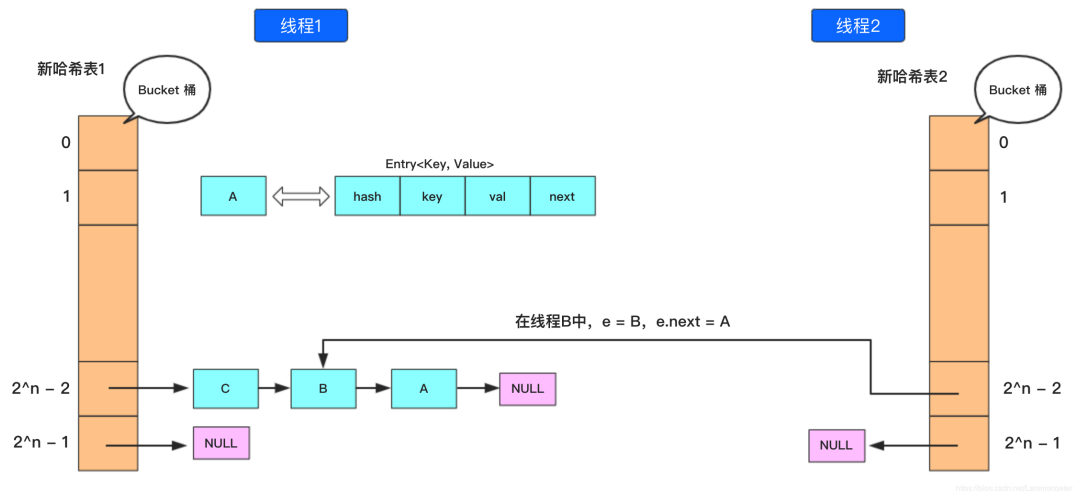 线程1
线程2
新哈希表1
Bucket 桶
新哈希表2
Bucket 桶
0
0
Entry<Key, Value>
1
A
hash
key
val
next
1
在线程B中，e = B，e.next = A
2^n - 2
C
B
A
NULL
2^n - 2
2^n - 1
NULL
NULL
2^n - 1